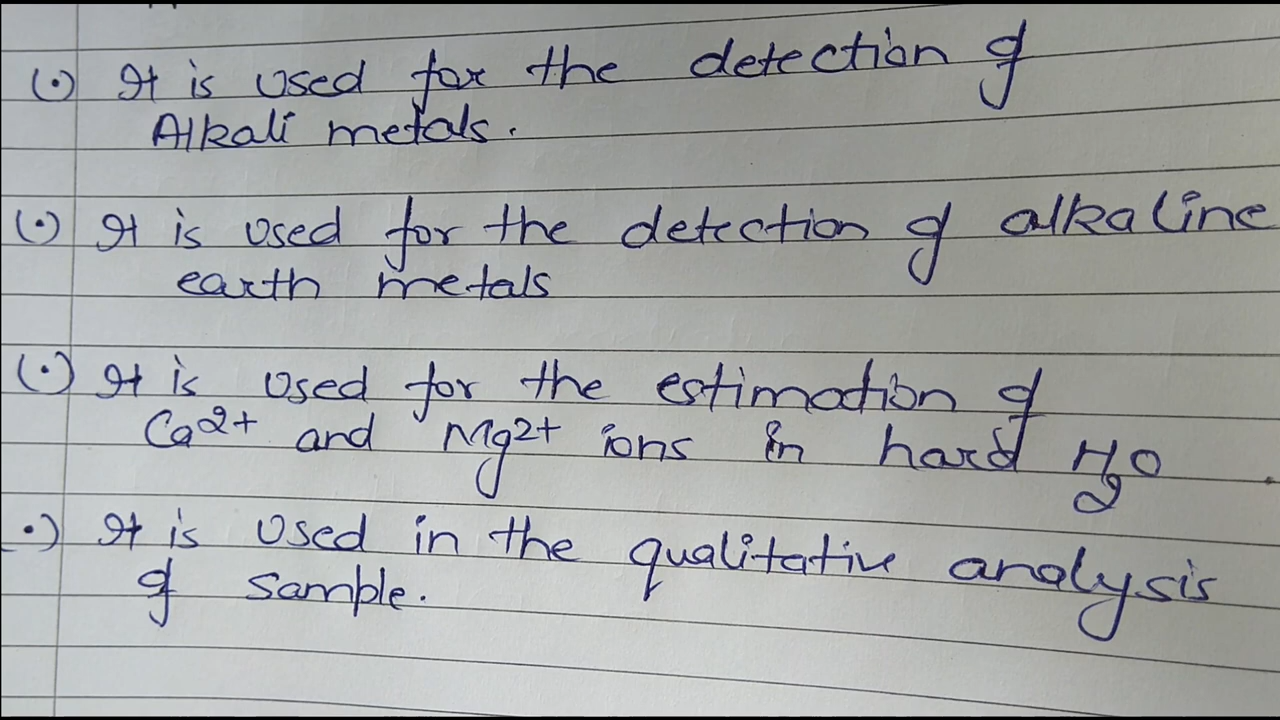 (•) It is used for the detection of
Alkali metals.
(•) It is used for the detection of alkaline
earth metals
(•) It is used for the estimation of
Ca2+ and Mg2+ ions in hard H2O
•) It is used in the qualitative analysis
of sample.